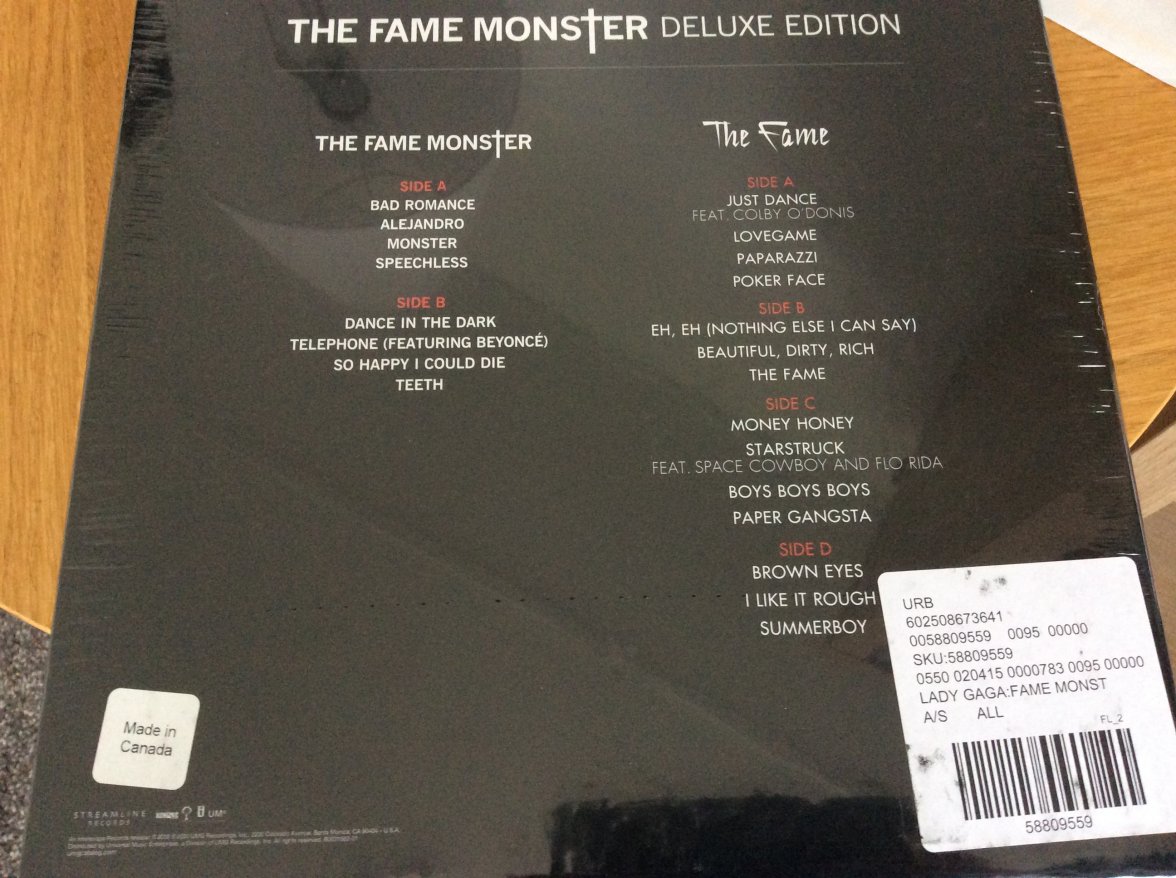 THE FAME MONSTER DELUXE EDITION
THE FAME MONSTER
SIDE A
BAD ROMANCE
ALEJANDRO
MONSTER
SPEECHLESS
SIDE B
DANCE IN THE DARK
TELEPHONE (FEATURING BEYONCÉ)
SO HAPPY I COULD DIE
TEETH
The Fame
SIDE A
JUST DANCE
FEAT. COLBY O'DONIS
LOVEGAME
PAPARAZZI
POKER FACE
SIDE B
EH, EH (NOTHING ELSE I CAN SAY)
BEAUTIFUL, DIRTY, RICH
THE FAME
SIDE C
MONEY HONEY
STARSTRUCK
FEAT. SPACE COWBOY AND FLO RIDA
BOYS BOYS BOYS
PAPER GANGSTA
SIDE D
BROWN EYES
I LIKE IT ROUGH
SUMMERBOY
URB
602508673641
0058809559 0095 00000
SKU:58809559
0550 020415 0000783 0095 00000
LADY GAGA:FAME MONST
A/S ALL
FL_2
58809559
Made in
Canada
STREAMLINE
RECORDS
UMe